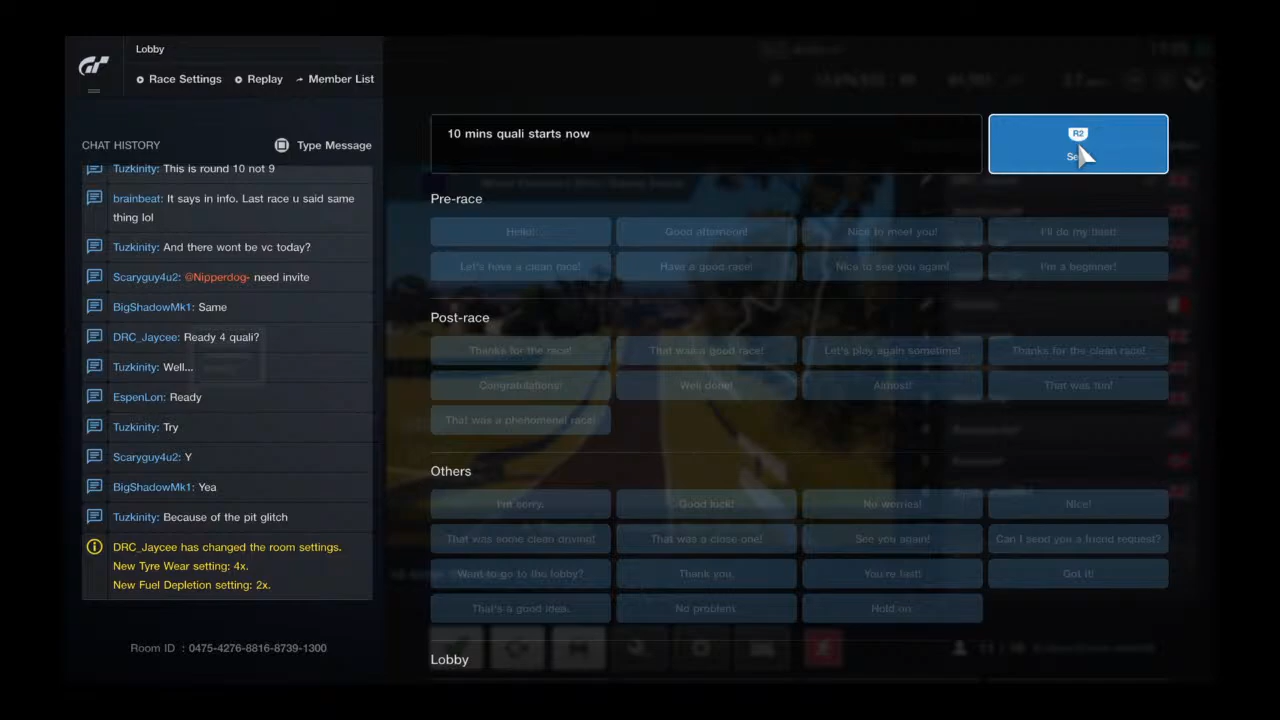 Lobby
Race Settings Replay Member List
CHAT HISTORY Type Message
Tuzkinity: This is round 10 not 9
brainbeat: It says in info. Last race u said same
thing lol
Tuzkinity: And there wont be vc today?
Scaryguy4u2: @Nipperdog- need invite
BigShadowMk1: Same
DRC_Jaycee: Ready 4 quali?
Tuzkinity: Well...
EspenLon: Ready
Tuzkinity: Try
Scaryguy4u2: Y
BigShadowMk1: Yea
Tuzkinity: Because of the pit glitch
DRC_Jaycee has changed the room settings.
New Tyre Wear setting: 4x.
New Fuel Depletion setting: 2x.
Room ID : 0475-4276-8816-8739-1300
10 mins quali starts now
R2
Pre-race
Hello! Good afternoon! Nice to meet you! I'll do my best!
Let's have a clean race! Have a good race! Nice to see you again! I'm a beginner!
Post-race
Thanks for the race! That was a good race! Let's play again sometime! Thanks for the clean race!
Congratulations! Well done! Almost! That was fun!
That was a phenomenal race!
Others
I'm sorry. Good luck! No worries! Nice!
That was some clean driving! That was a close one! See you again! Can I send you a friend request?
Want to go to the lobby? Thank you. You're fast! Got it!
That's a good idea. No problem. Hold on.
Lobby